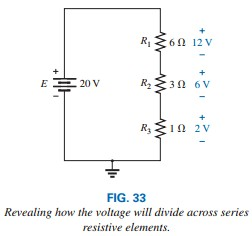 +
R1 6 Ω 12 V
–
+
E 20 V
–
+
R2 3 Ω 6 V
–
+
R3 1 Ω 2 V
–
FIG. 33
Revealing how the voltage will divide across series
resistive elements.